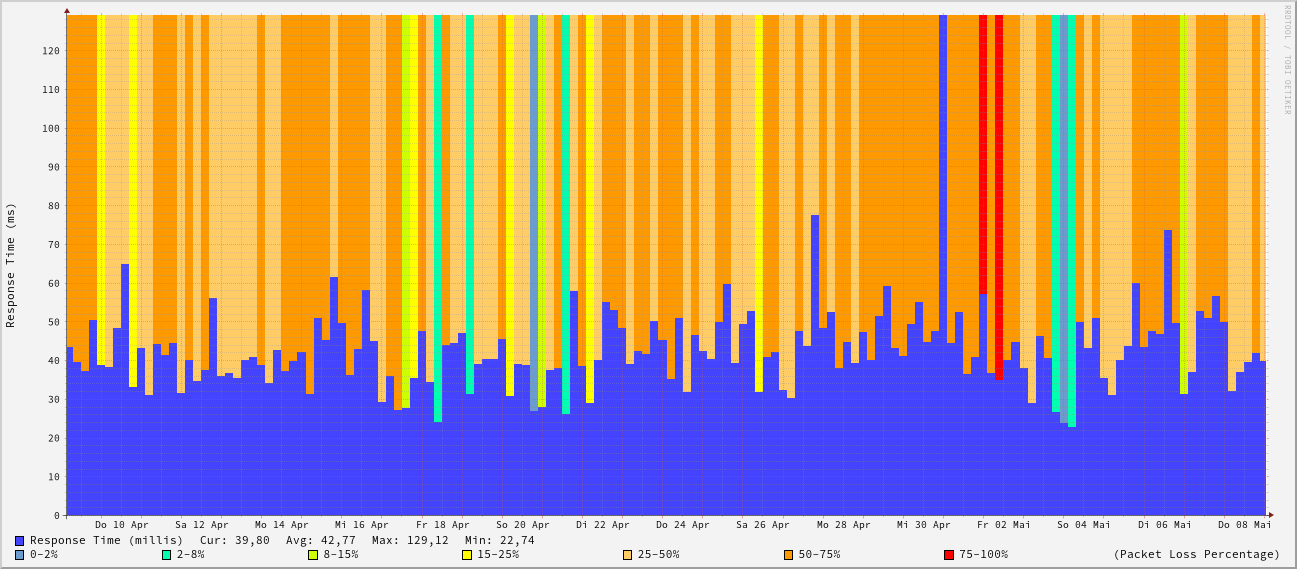 RRDTOOL / TOBI OETIKER
Response Time (ms)
120
110
100
90
80
70
60
50
40
30
20
10
0
Do 10 Apr Sa 12 Apr Mo 14 Apr Mi 16 Apr Fr 18 Apr So 20 Apr Di 22 Apr Do 24 Apr Sa 26 Apr Mo 28 Apr Mi 30 Apr Fr 02 Mai So 04 Mai Di 06 Mai Do 08 Mai
Response Time (millis) Cur: 39,80 Avg: 42,77 Max: 129,12 Min: 22,74
0-2% 2-8% 8-15% 15-25% 25-50% 50-75% 75-100% (Packet Loss Percentage)